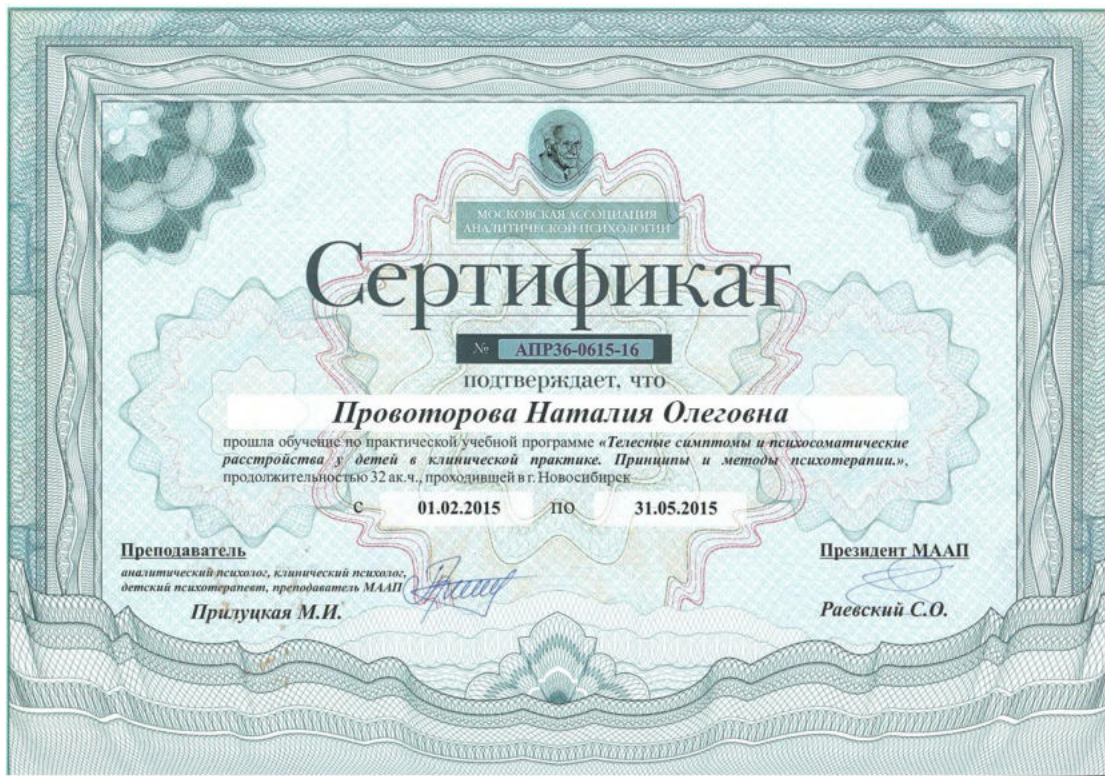 МОСКОВСКАЯ АССОЦИАЦИЯ
АНАЛИТИЧЕСКОЙ ПСИХОЛОГИИ
Сертификат
№ АПР36-0615-16
подтверждает, что
Провоторова Наталия Олеговна
прошла обучение по практической учебной программе «Телесные симптомы и психосоматические
расстройства у детей в клинической практике. Принципы и методы психотерапии.»,
продолжительностью 32 ак.ч., проходившей в г. Новосибирск
с 01.02.2015 по 31.05.2015
Преподаватель
аналитический психолог, клинический психолог,
детский психотерапевт, преподаватель МААП
Прилуцкая М.И.
Президент МААП
Раевский С.О.